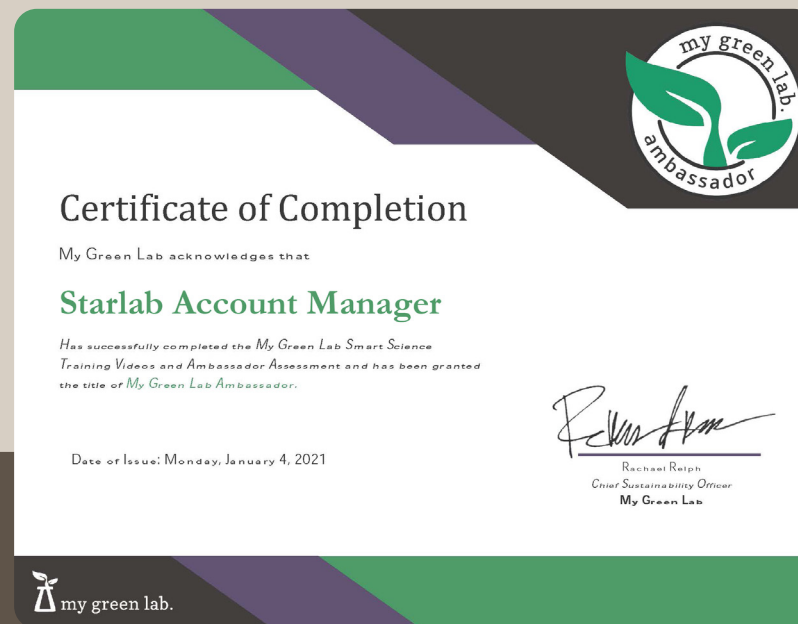 my green lab.
ambassador
Certificate of Completion
My Green Lab acknowledges that
Starlab Account Manager
Has successfully completed the My Green Lab Smart Science
Training Videos and Ambassador Assessment and has been granted
the title of My Green Lab Ambassador.
Date of Issue: Monday, January 4, 2021
Rachael Relph
Chief Sustainability Officer
My Green Lab
my green lab.